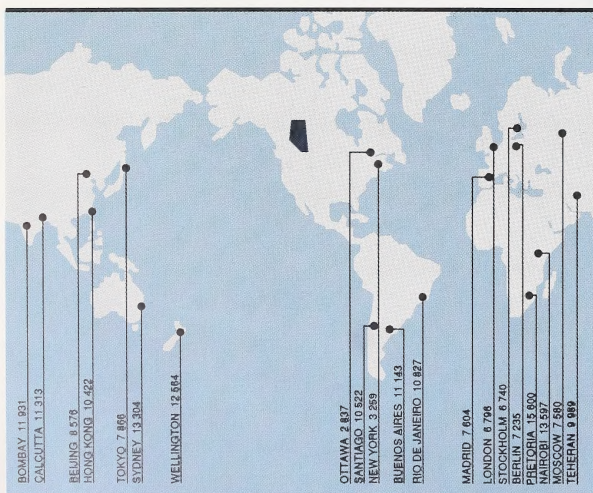 BOMBAY 11 931
CALCUTTA 11 313
BEIJING 8 576
HONG KONG 10 422
TOKYO 7 866
SYDNEY 13 304
WELLINGTON 12 564
OTTAWA 2 837
SANTIAGO 10 522
NEW YORK 3 259
BUENOS AIRES 11 143
RIO DE JANEIRO 10 827
MADRID 7 604
LONDON 6 796
STOCKHOLM 6 740
BERLIN 7 235
PRETORIA 15 600
NAIROBI 13 597
MOSCOW 7 580
TEHERAN 9 989